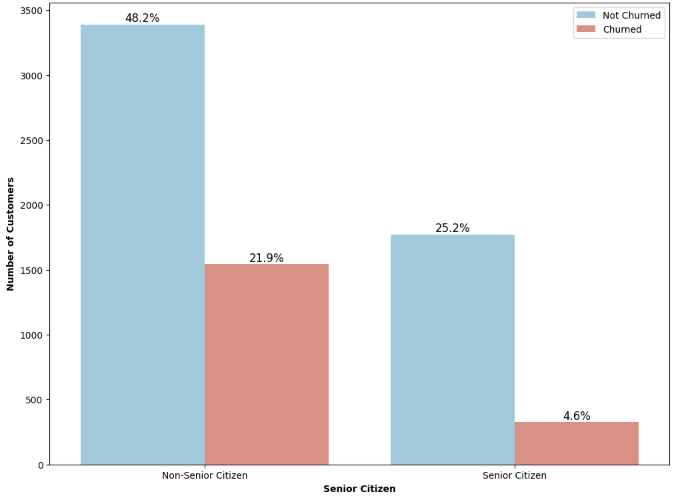 3500
3000
2500
2000
1500
1000
500
0
Number of Customers
48.2%
21.9%
25.2%
4.6%
Not Churned
Churned
Non-Senior Citizen
Senior Citizen
Senior Citizen